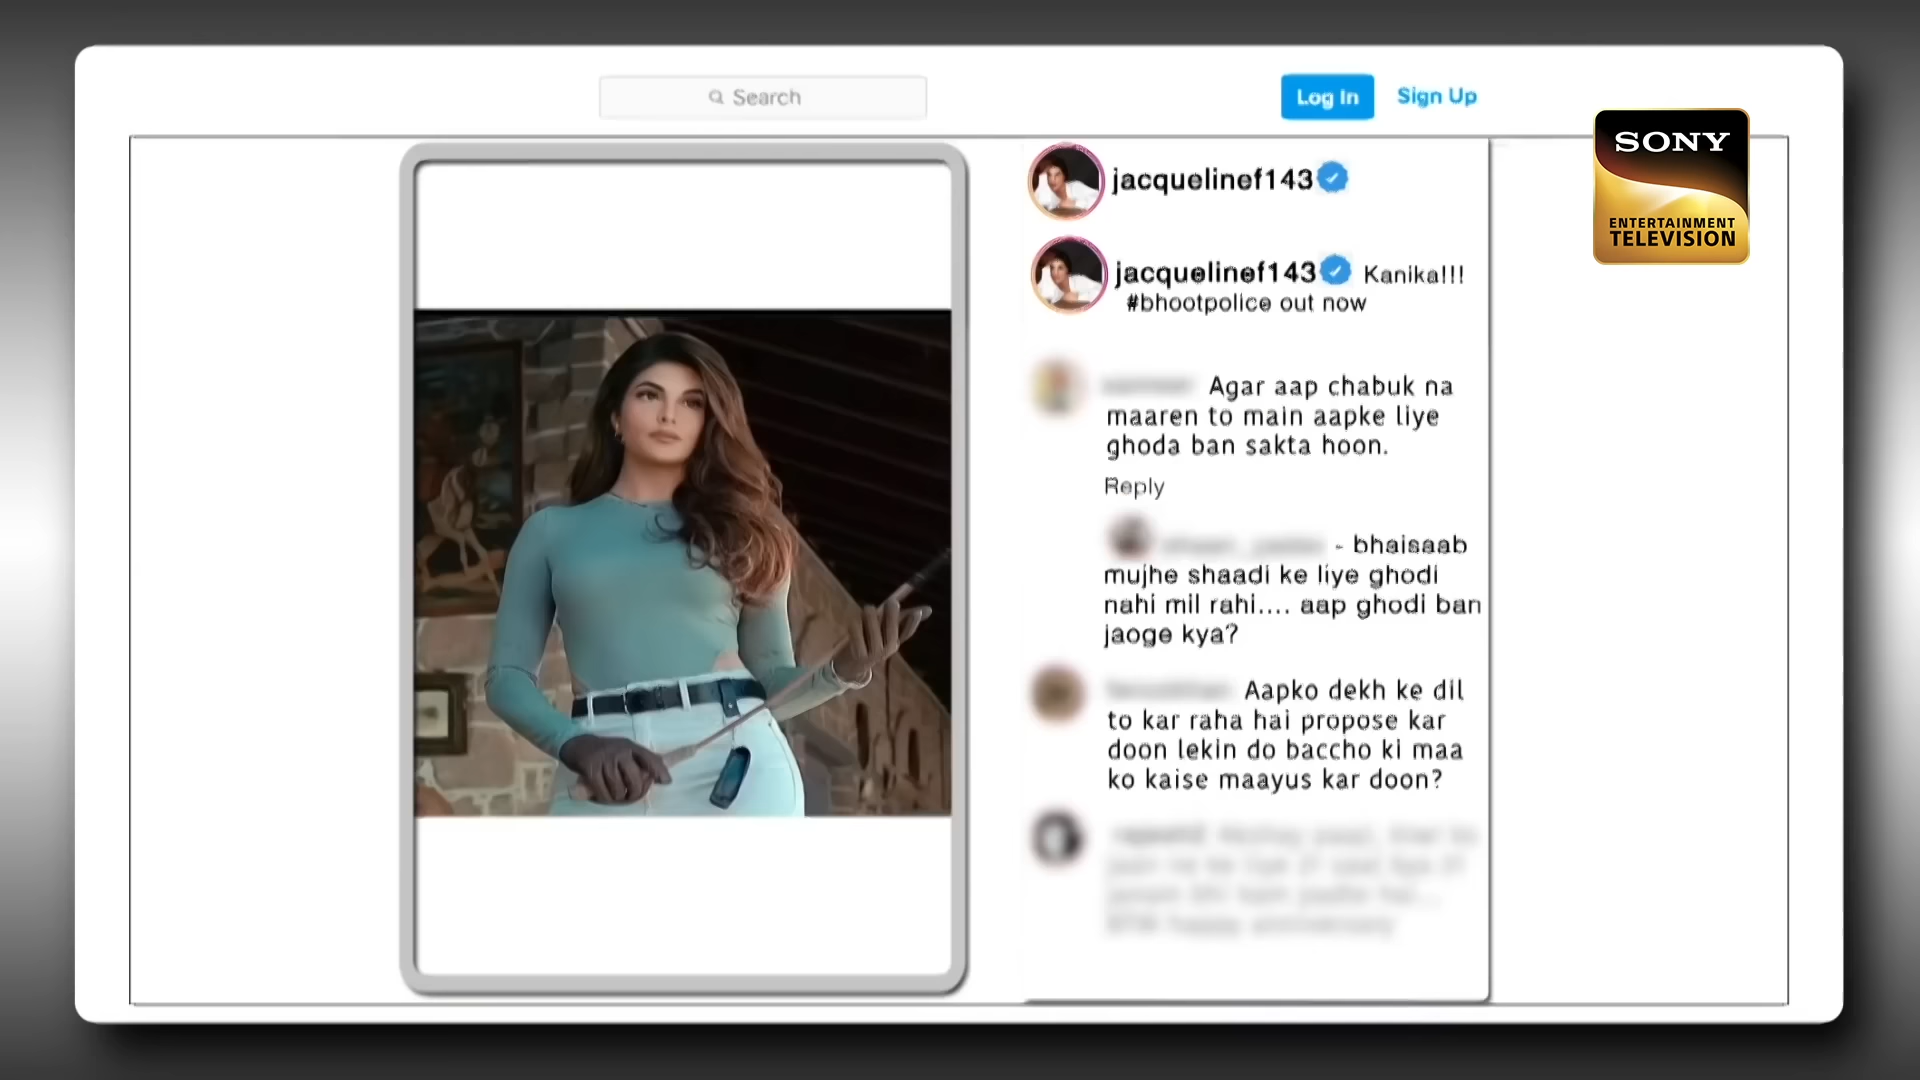 Search
Log In
Sign Up
SONY
ENTERTAINMENT
TELEVISION
jacquelinef143
jacquelinef143 Kanika!!!
#bhootpolice out now
Agar aap chabuk na
maaren to main aapke liye
ghoda ban sakta hoon.
Reply
- bhaisaab
mujhe shaadi ke liye ghodi
nahi mil rahi.... aap ghodi ban
jaoge kya?
Aapko dekh ke dil
to kar raha hai propose kar
doon lekin do baccho ki maa
ko kaise maayus kar doon?